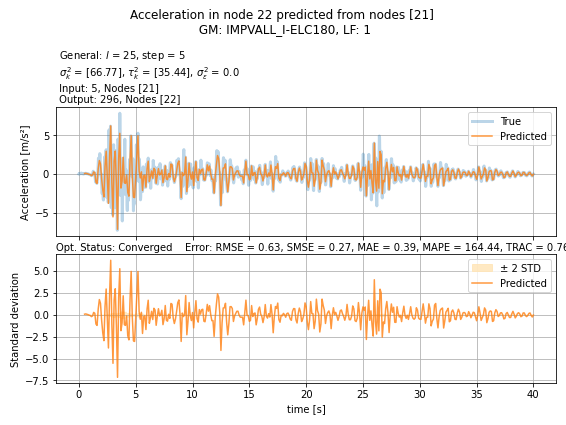 Acceleration in node 22 predicted from nodes [21]
GM: IMPVALL_I-ELC180, LF: 1
General: l = 25, step = 5
σ²ₖ = [66.77], τ²ₖ = [35.44], σ²ε = 0.0
Input: 5, Nodes [21]
Output: 296, Nodes [22]
Acceleration [m/s²]
5
0
−5
True
Predicted
Opt. Status: Converged Error: RMSE = 0.63, SMSE = 0.27, MAE = 0.39, MAPE = 164.44, TRAC = 0.76
Standard deviation
5.0
2.5
0.0
−2.5
−5.0
−7.5
± 2 STD
Predicted
0 5 10 15 20 25 30 35 40
time [s]